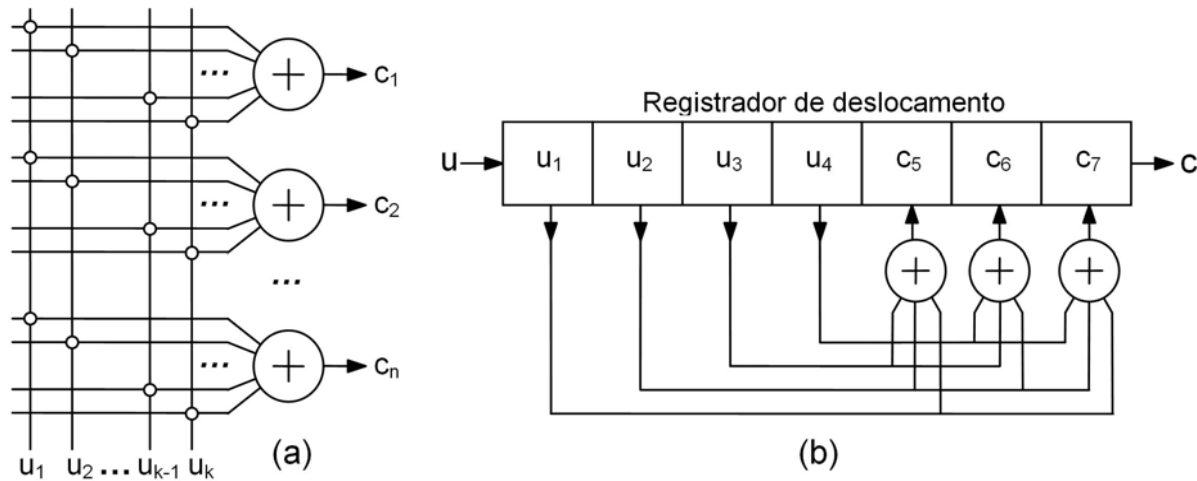 ... c₁
... c₂
...
... cₙ
u₁ u₂ ... uₖ₋₁ uₖ
(a)
Registrador de deslocamento
u u₁ u₂ u₃ u₄ c₅ c₆ c₇ c
+ + +
+
+
+
(b)